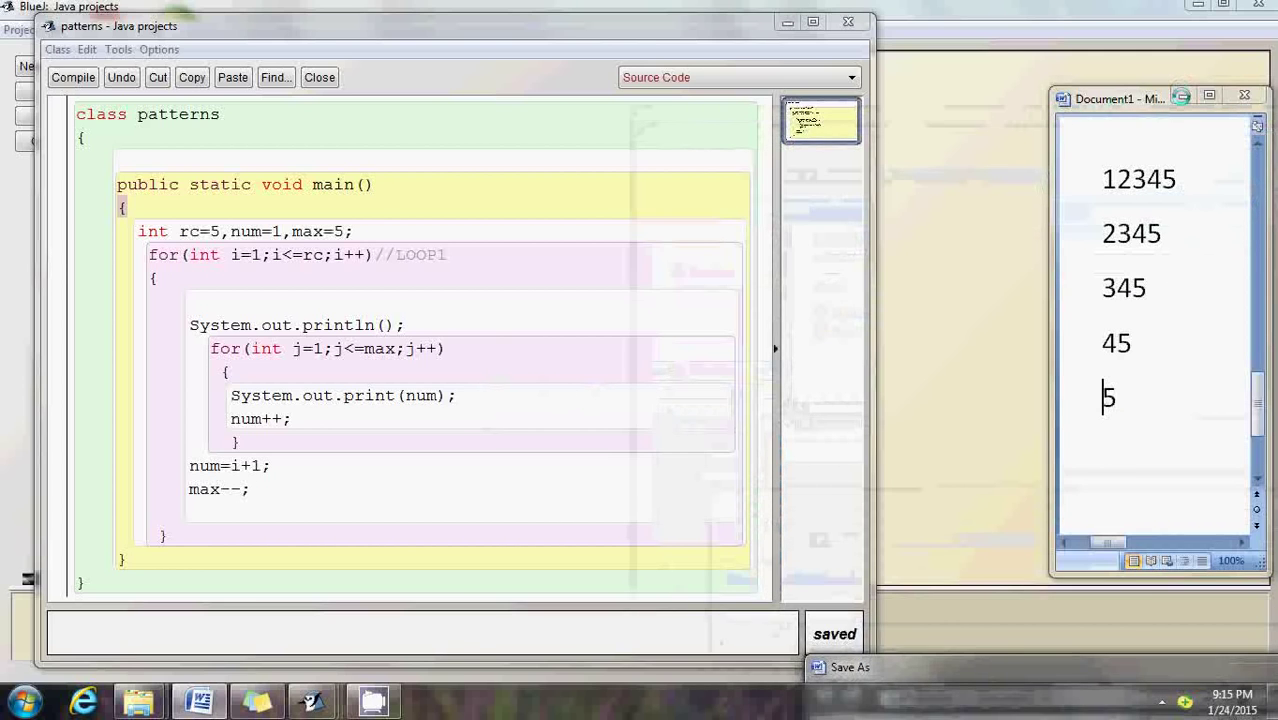 BlueJ: Java projects
patterns - Java projects
Class Edit Tools Options
Compile
Undo
Cut
Copy
Paste
Find...
Close
Source Code
class patterns
{
public static void main()
{
int rc=5,num=1,max=5;
for(int i=1;i<=rc;i++)//LOOP1
{
System.out.println();
for(int j=1;j<=max;j++)
{
System.out.print(num);
num++;
}
num=i+1;
max--;
}
}
}
saved
Document1 - Mi...
12345
2345
345
45
5
100%
Save As
9:15 PM
1/24/2015